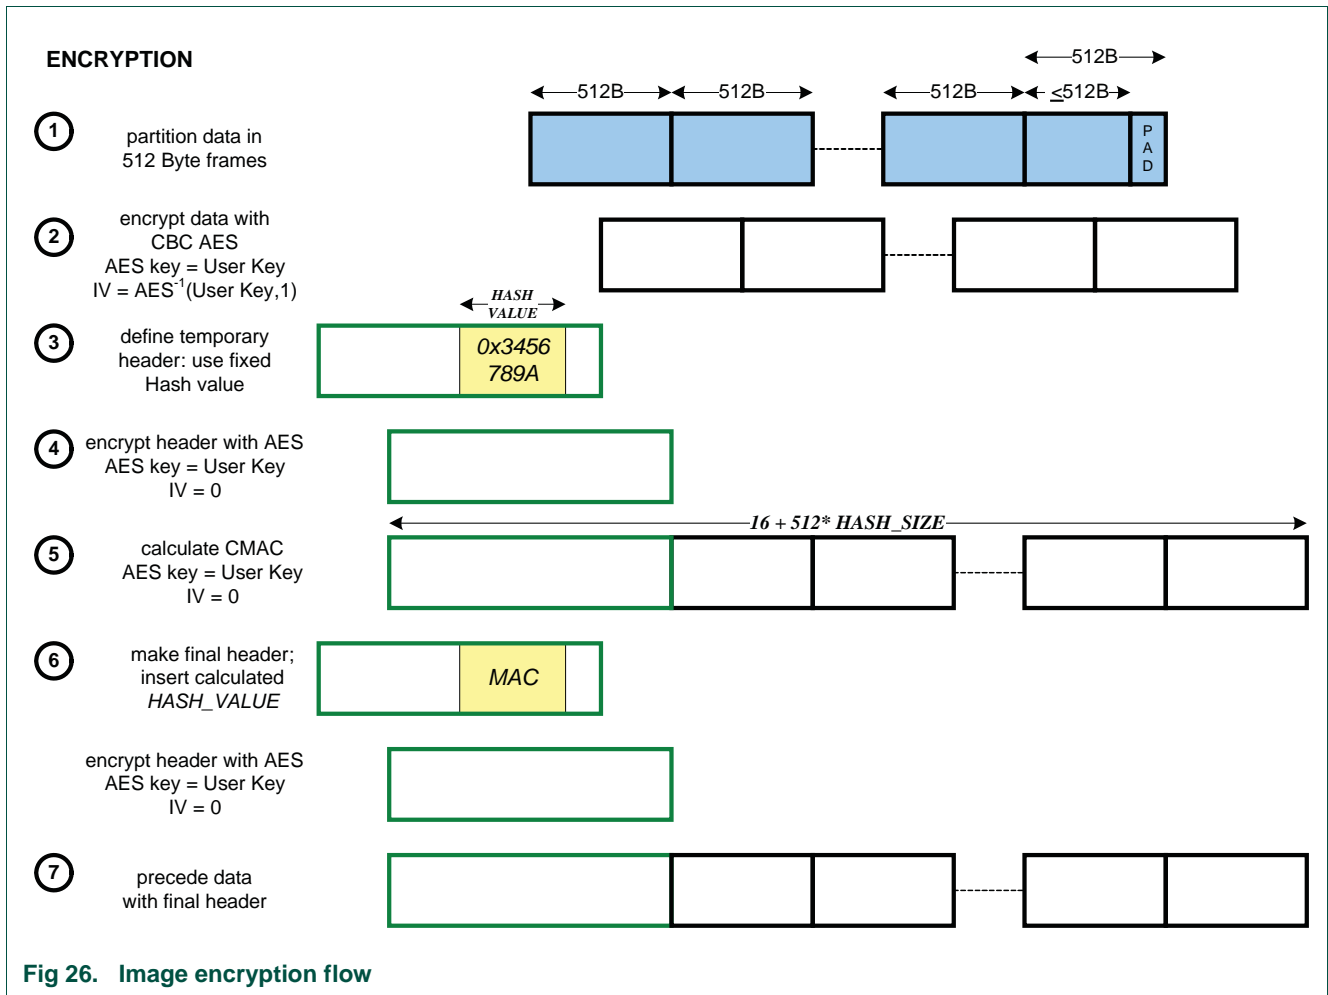 ENCRYPTION
512B
512B
512B
512B
≤512B
1
partition data in
512 Byte frames
P
A
D
2
encrypt data with
CBC AES
AES key = User Key
IV = AES⁻¹(User Key,1)
HASH
VALUE
3
define temporary
header: use fixed
Hash value
0x3456
789A
4
encrypt header with AES
AES key = User Key
IV = 0
16 + 512* HASH_SIZE
5
calculate CMAC
AES key = User Key
IV = 0
6
make final header;
insert calculated
HASH_VALUE
MAC
encrypt header with AES
AES key = User Key
IV = 0
7
precede data
with final header
Fig 26. Image encryption flow